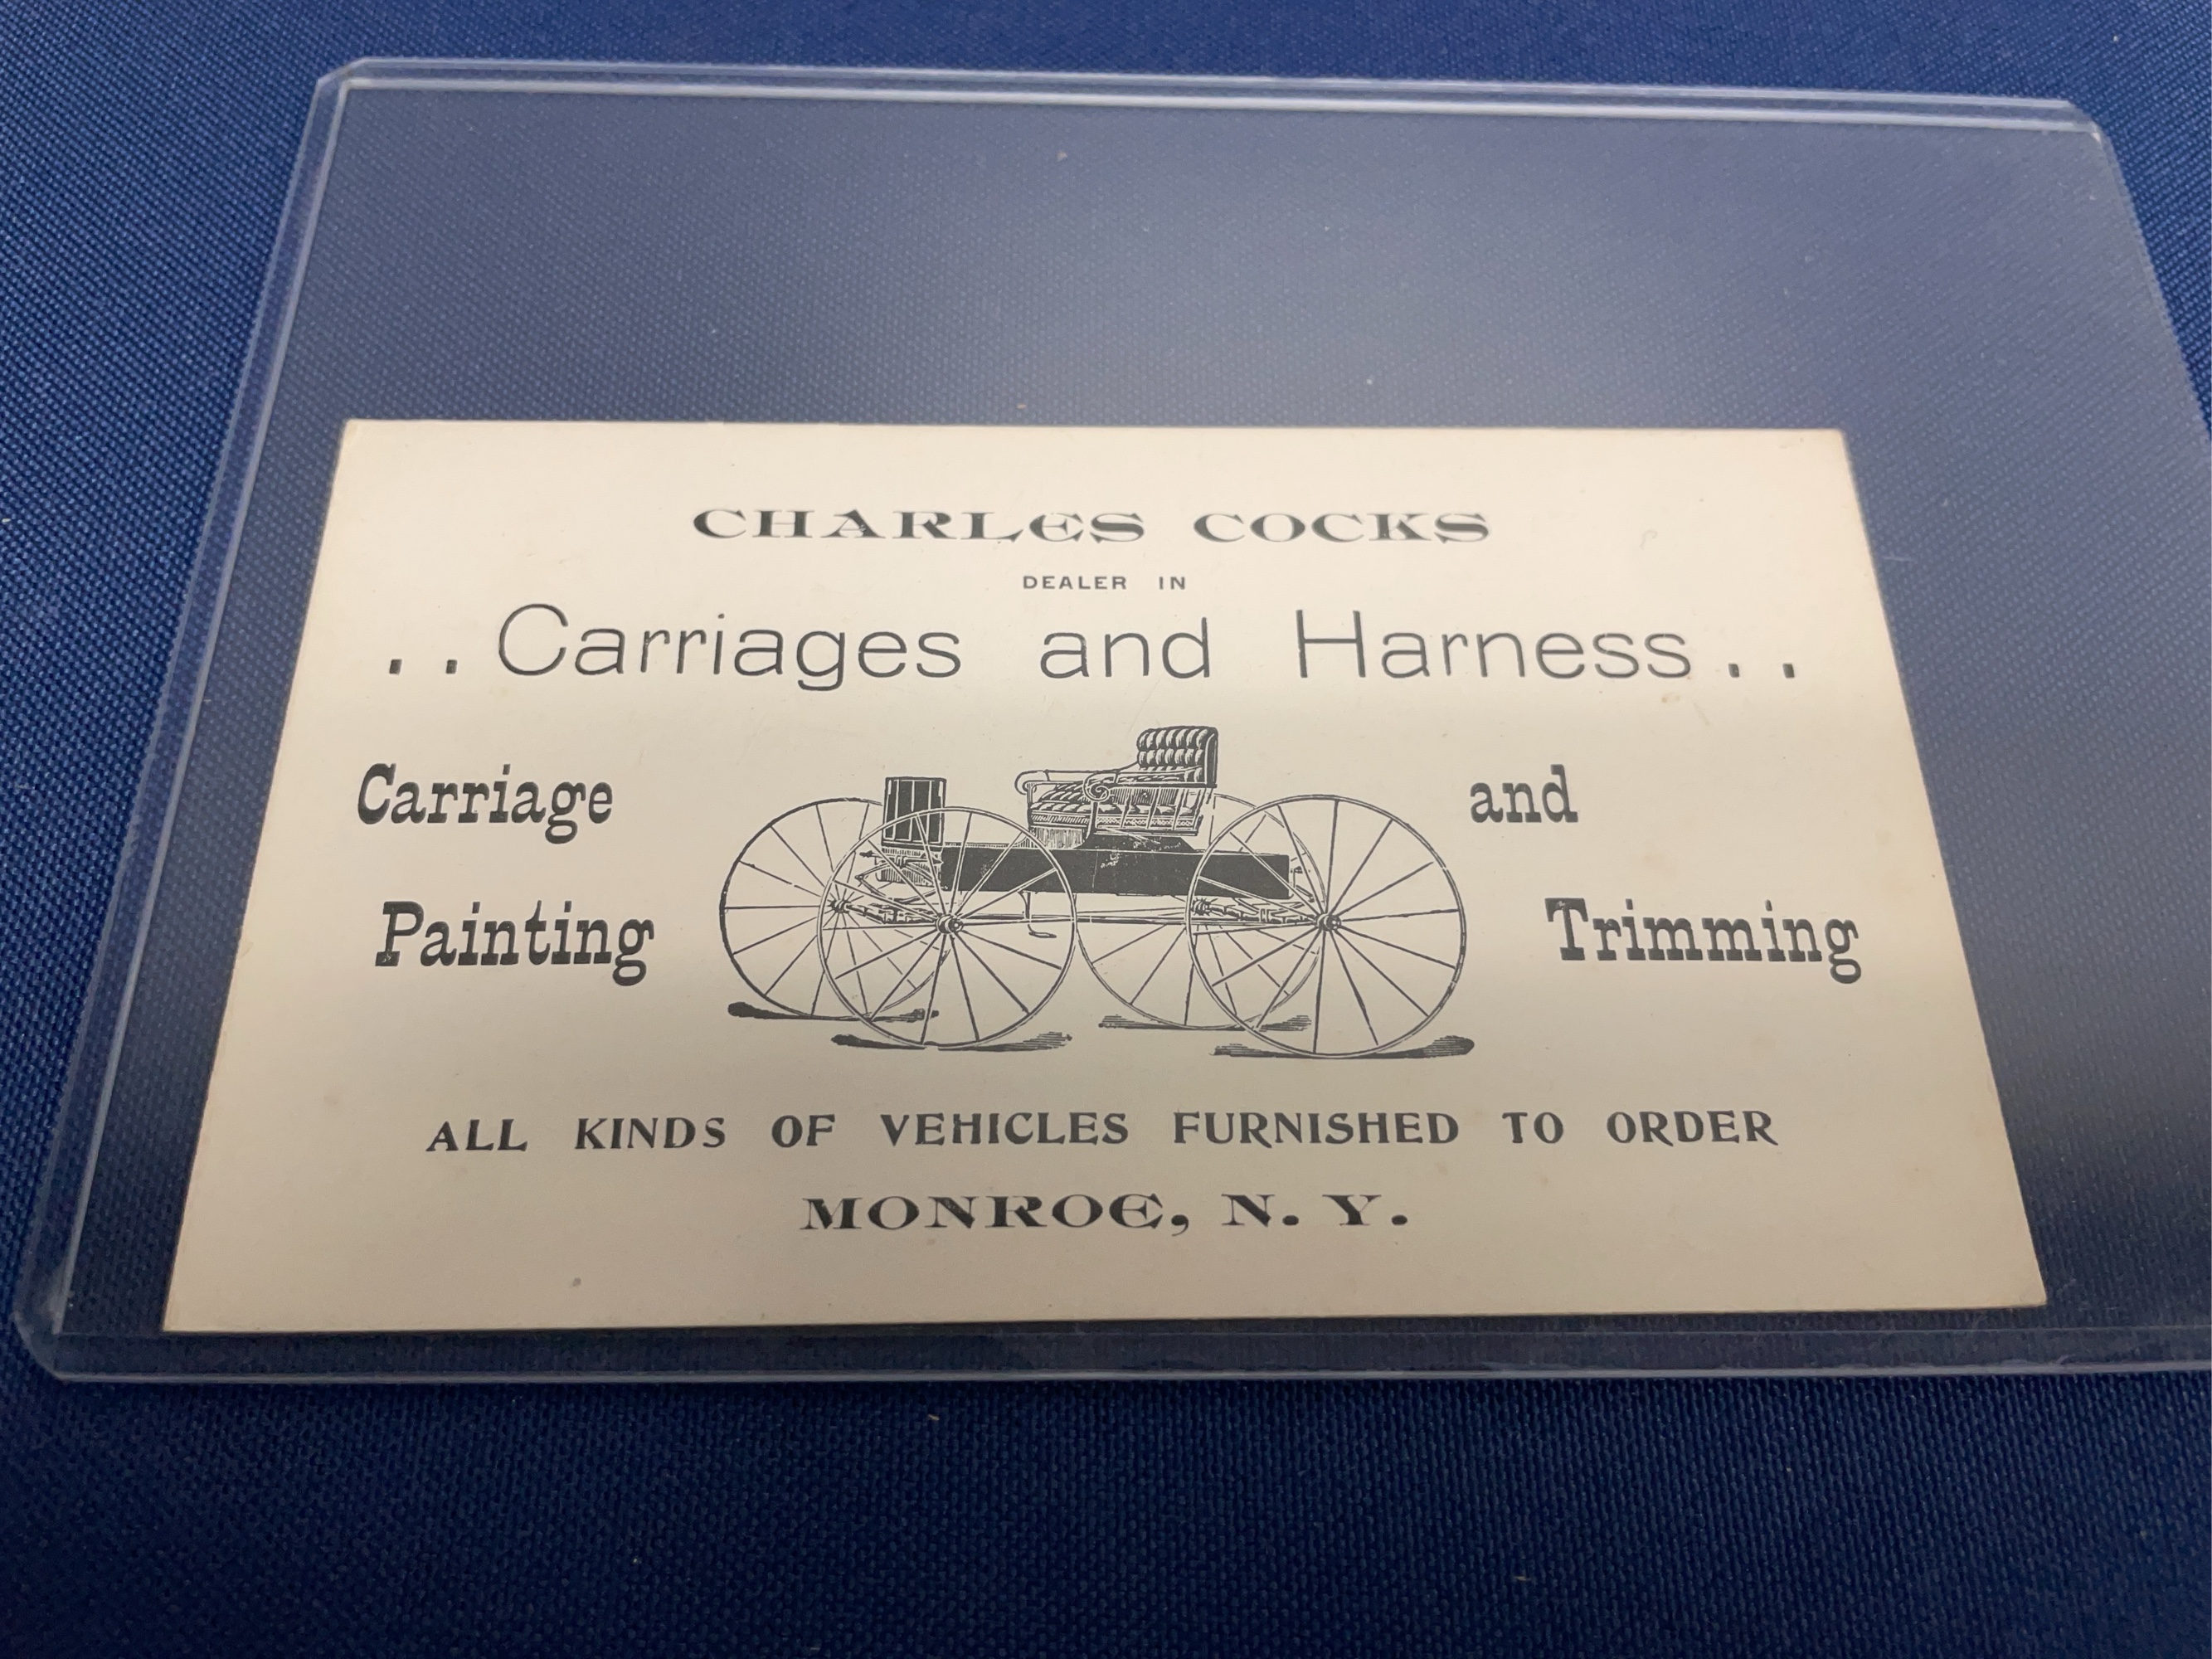 CHARLES COCKS
DEALER IN
..Carriages and Harness..
Carriage
Painting
and
Trimming
ALL KINDS OF VEHICLES FURNISHED TO ORDER
MONROE, N. Y.